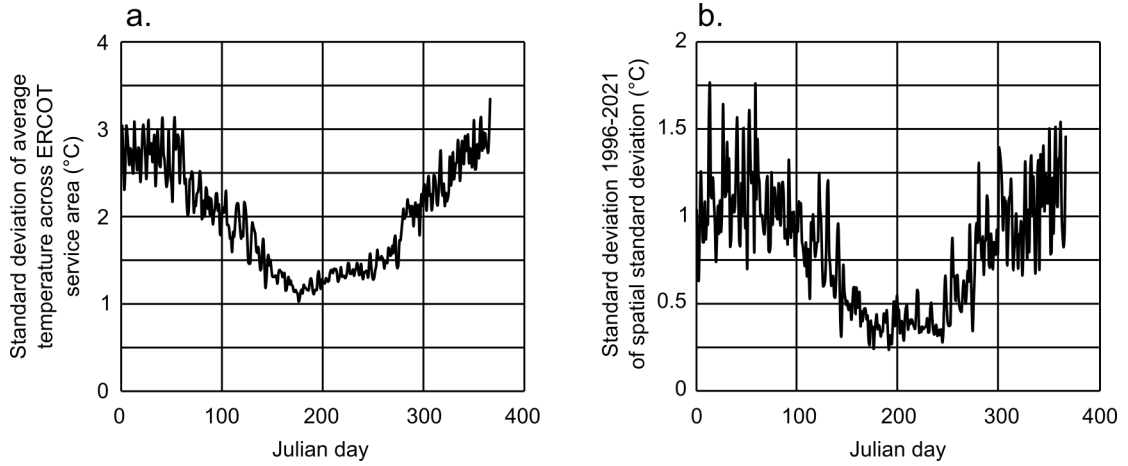 a.
Standard deviation of average
temperature across ERCOT
service area (°C)
4
3
2
1
0
0
100
200
300
400
Julian day
b.
Standard deviation 1996-2021
of spatial standard deviation (°C)
2
1.5
1
0.5
0
0
100
200
300
400
Julian day